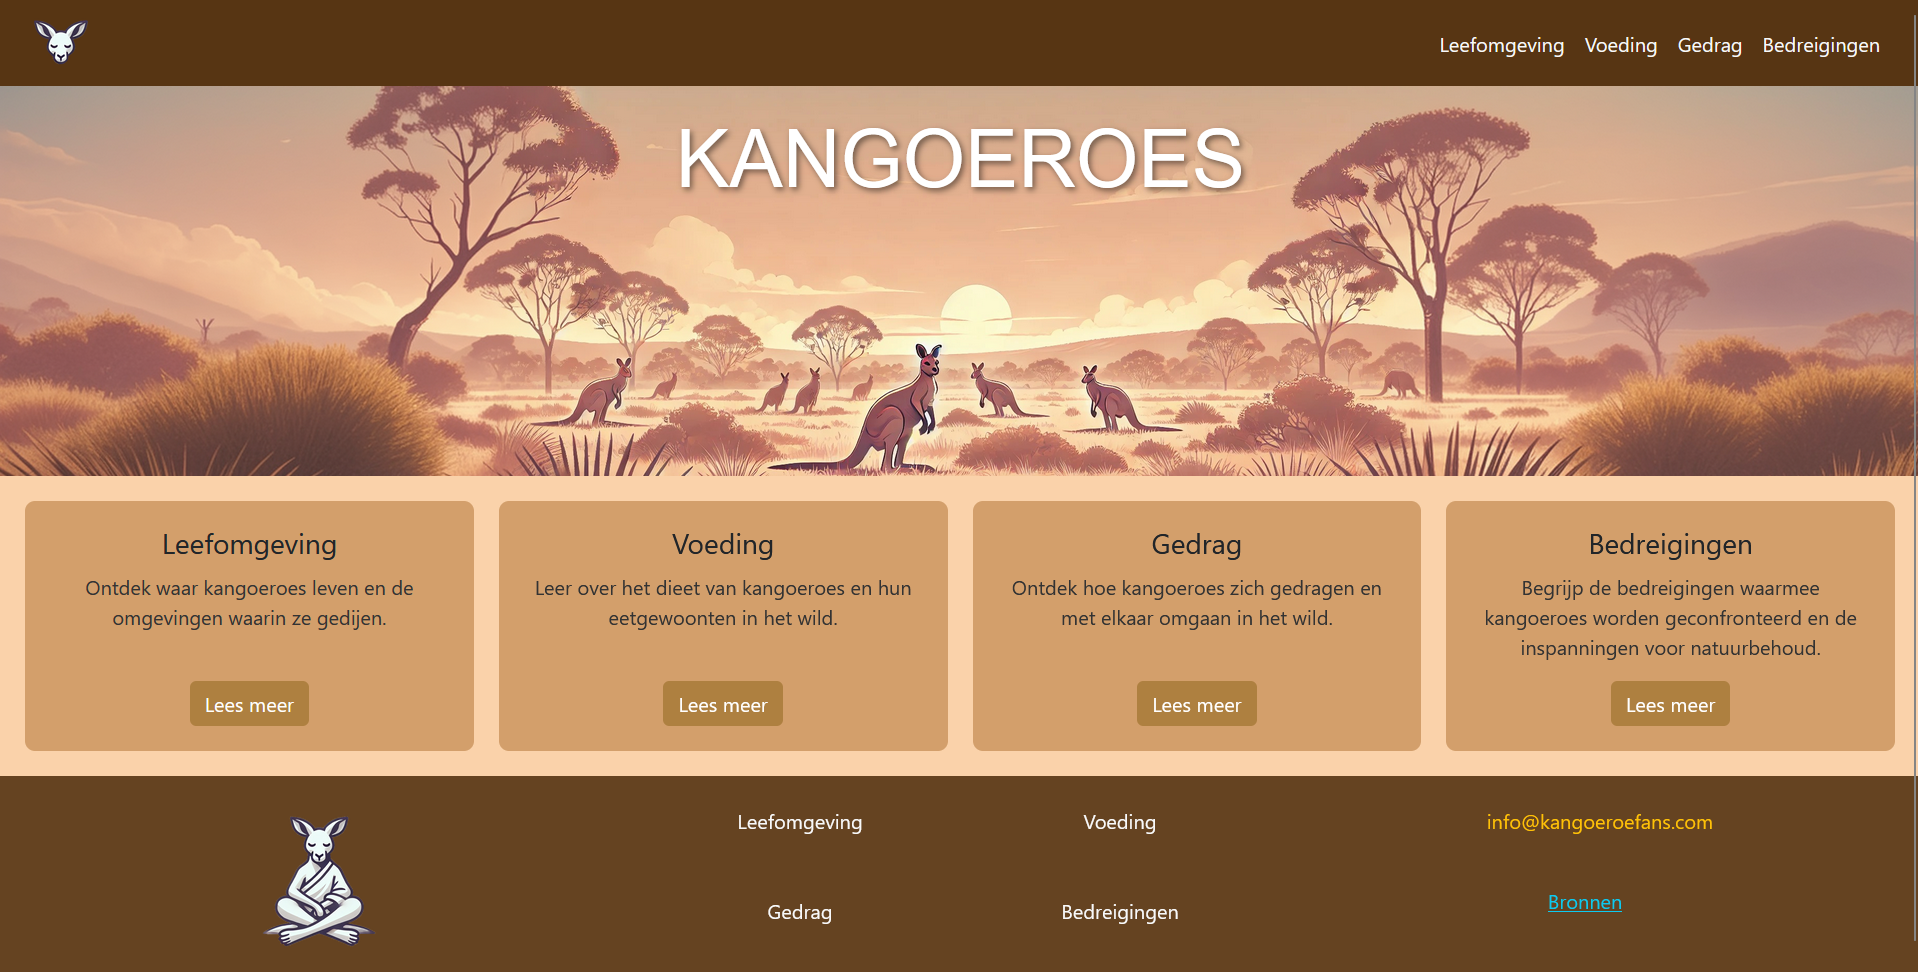 Leefomgeving Voeding Gedrag Bedreigingen
KANGOEROES
Leefomgeving
Ontdek waar kangoeroes leven en de
omgevingen waarin ze gedijen.
Lees meer
Voeding
Leer over het dieet van kangoeroes en hun
eetgewoonten in het wild.
Lees meer
Gedrag
Ontdek hoe kangoeroes zich gedragen en
met elkaar omgaan in het wild.
Lees meer
Bedreigingen
Begrijp de bedreigingen waarmee
kangoeroes worden geconfronteerd en de
inspanningen voor natuurbehoud.
Lees meer
Leefomgeving
Voeding
Gedrag
Bedreigingen
info@kangoeroefans.com
Bronnen